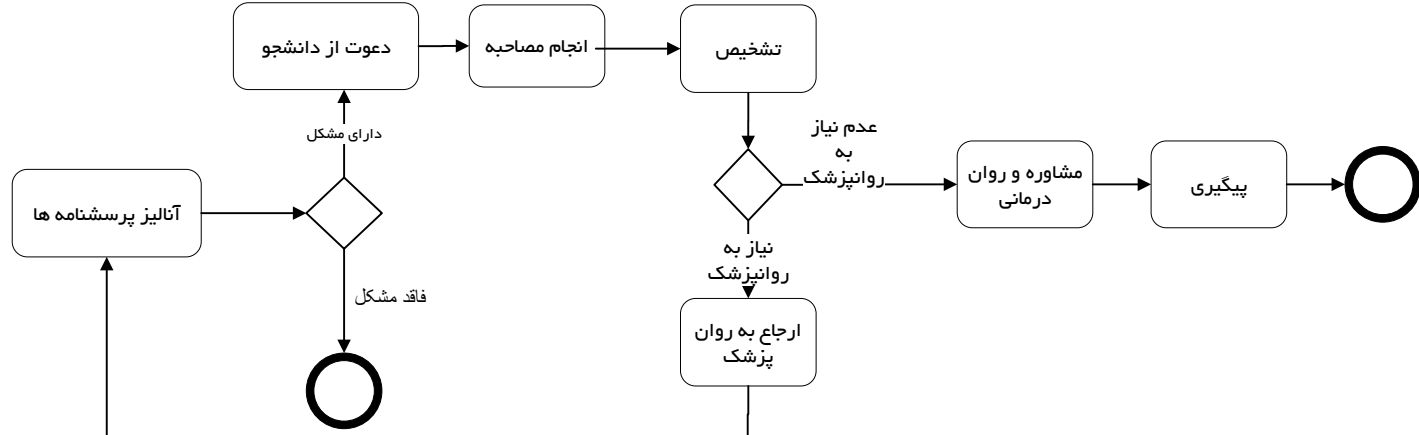 دعوت از دانشجو
انجام مصاحبه
تشخیص
دارای مشکل
عدم نیاز
به
روانپزشک
مشاوره و روان
درمانی
پیگیری
آنالیز پرسشنامه ها
نیاز به
روانپزشک
فاقد مشکل
ارجاع به روان
پزشک